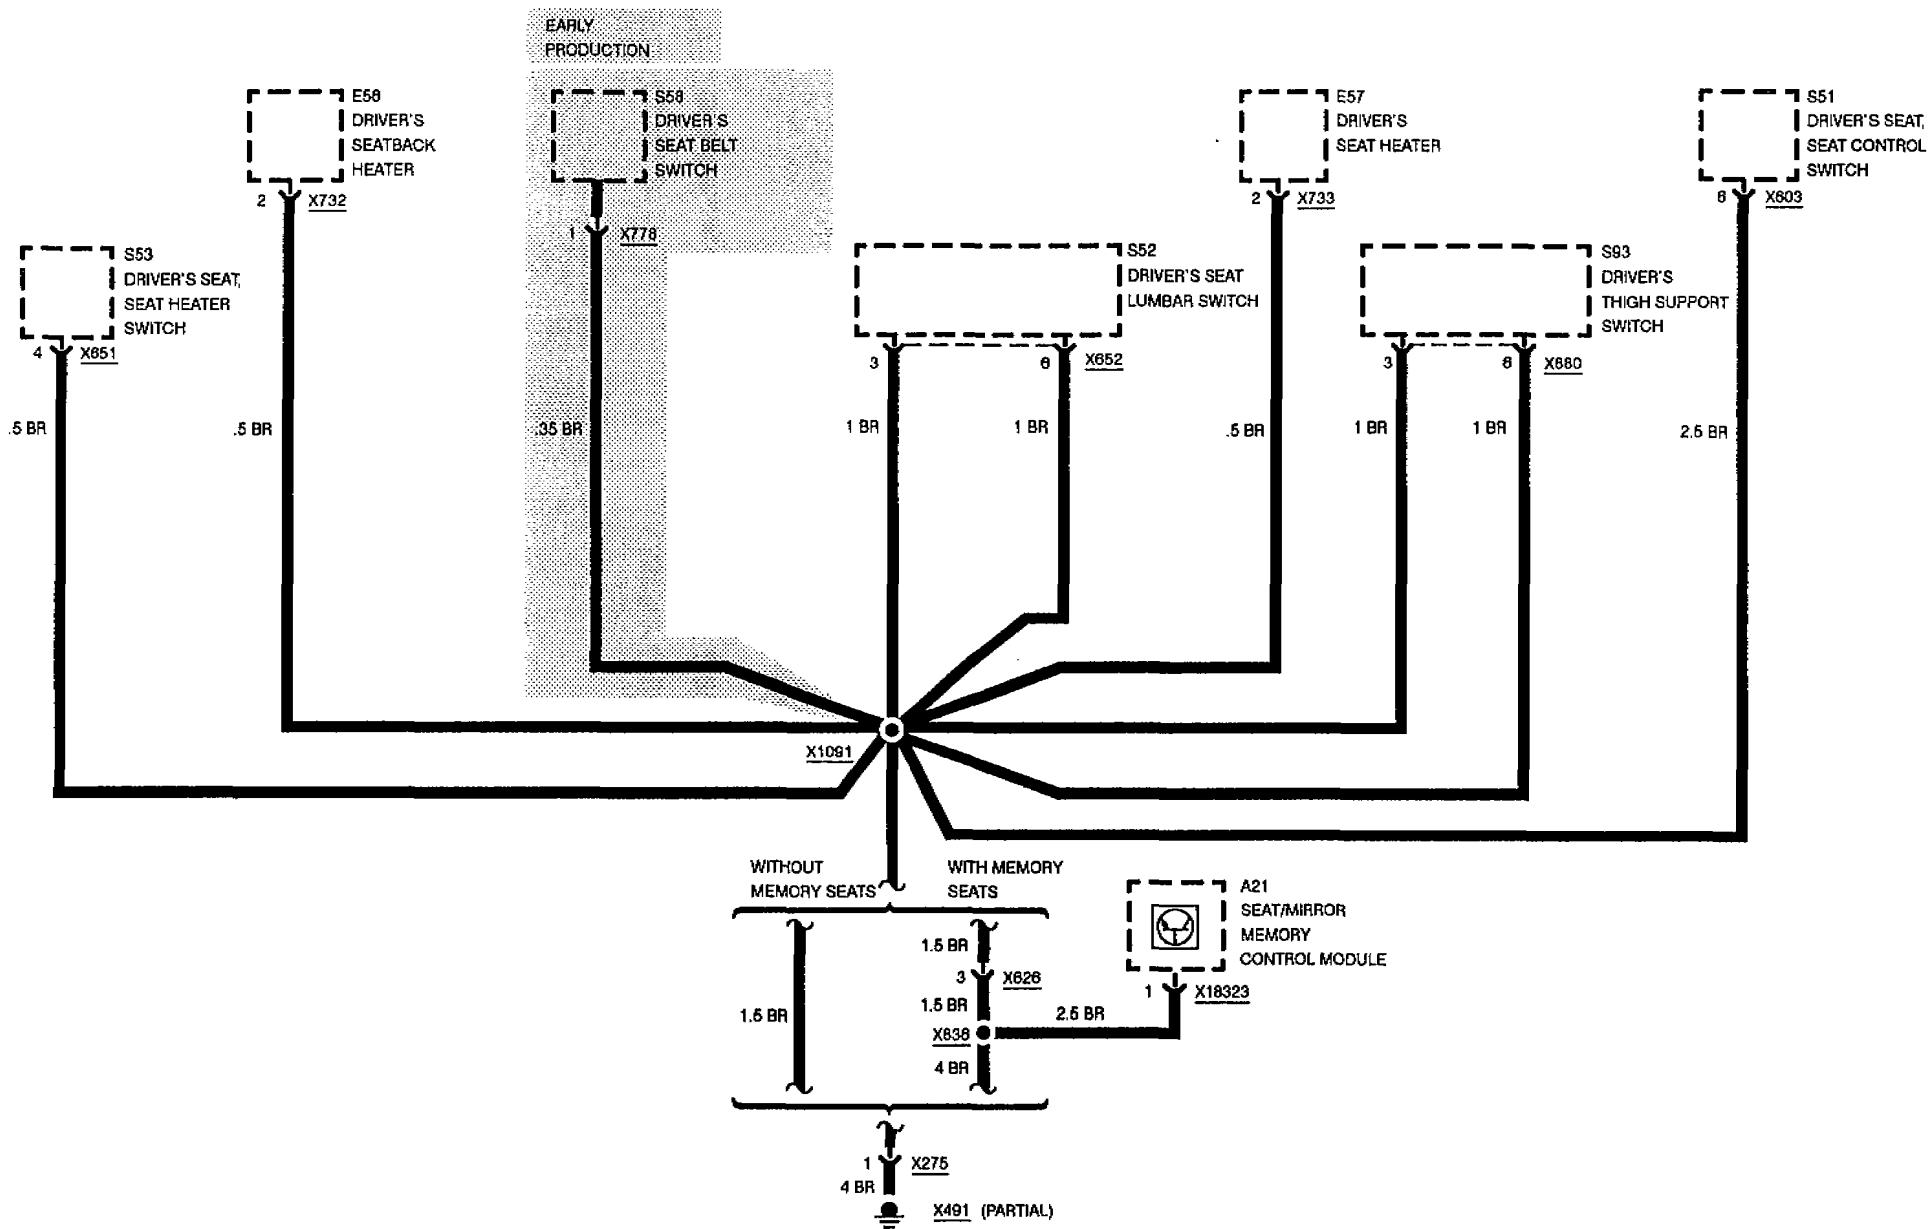 EARLY
PRODUCTION
E58
DRIVER'S
SEATBACK
HEATER
2
X732
S58
DRIVER'S
SEAT BELT
SWITCH
1
X778
E57
DRIVER'S
SEAT HEATER
2
X733
S51
DRIVER'S SEAT,
SEAT CONTROL
SWITCH
6
X603
S53
DRIVER'S SEAT,
SEAT HEATER
SWITCH
4
X651
S52
DRIVER'S SEAT
LUMBAR SWITCH
3
6
X652
S93
DRIVER'S
THIGH SUPPORT
SWITCH
3
6
X680
.5 BR
.5 BR
.35 BR
1 BR
1 BR
.5 BR
1 BR
1 BR
2.5 BR
X1091
WITHOUT
MEMORY SEATS
WITH MEMORY
SEATS
A21
SEAT/MIRROR
MEMORY
CONTROL MODULE
1
X18323
1.5 BR
3
X626
1.5 BR
1.5 BR
2.5 BR
X838
4 BR
1
X275
4 BR
X491 (PARTIAL)